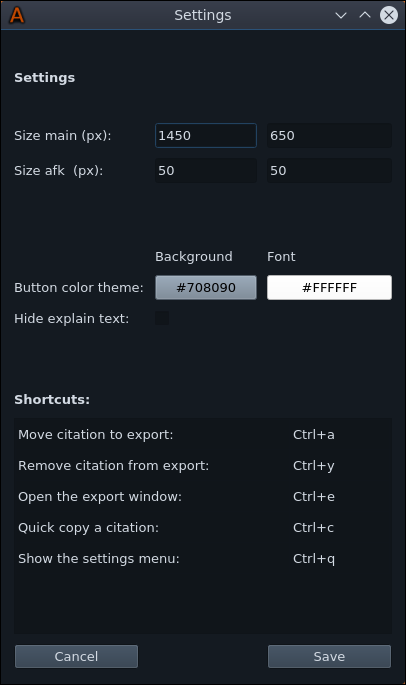 Settings
Settings
Size main (px): 1450 650
Size afk (px): 50 50
Background Font
Button color theme: #708090 #FFFFFF
Hide explain text:
Shortcuts:
Move citation to export: Ctrl+a
Remove citation from export: Ctrl+y
Open the export window: Ctrl+e
Quick copy a citation: Ctrl+c
Show the settings menu: Ctrl+q
Cancel Save